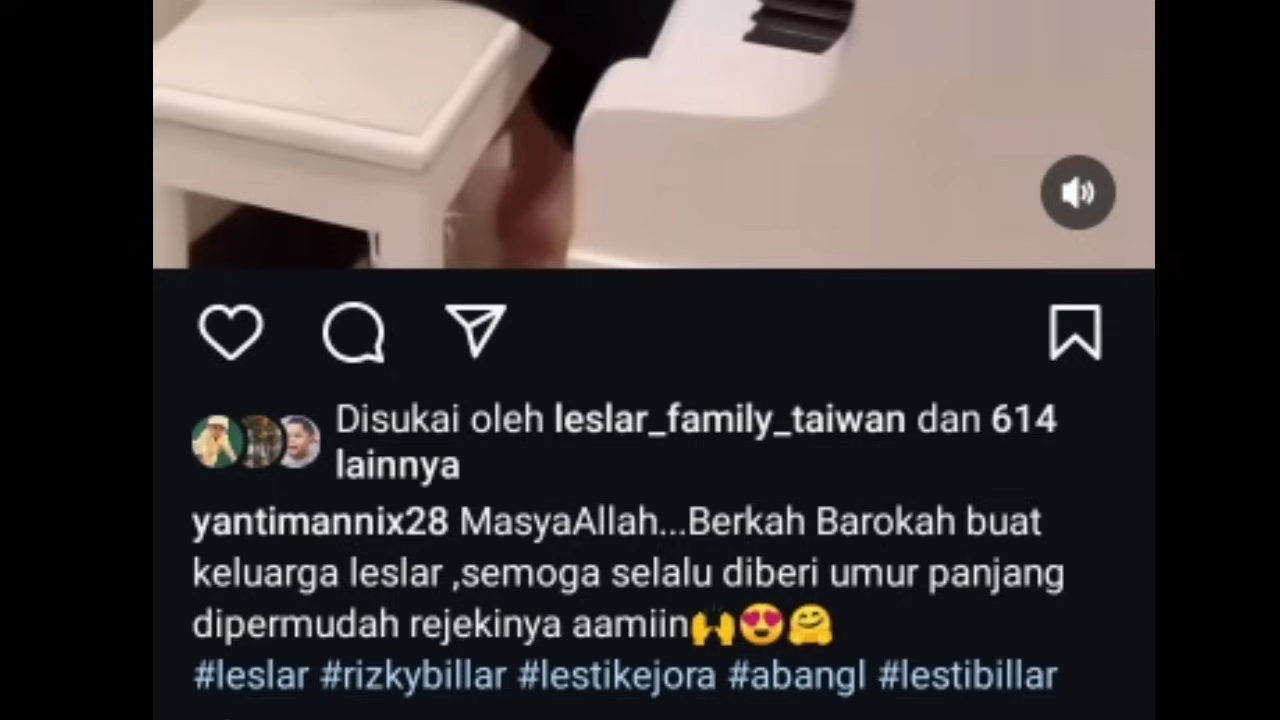 Disukai oleh leslar_family_taiwan dan 614
lainnya
yantimannix28 MasyaAllah...Berkah Barokah buat
keluarga leslar ,semoga selalu diberi umur panjang
dipermudah rejekinya aamiin🙌😍🤗
#leslar #rizkybillar #lestikejora #abangl #lestibillar